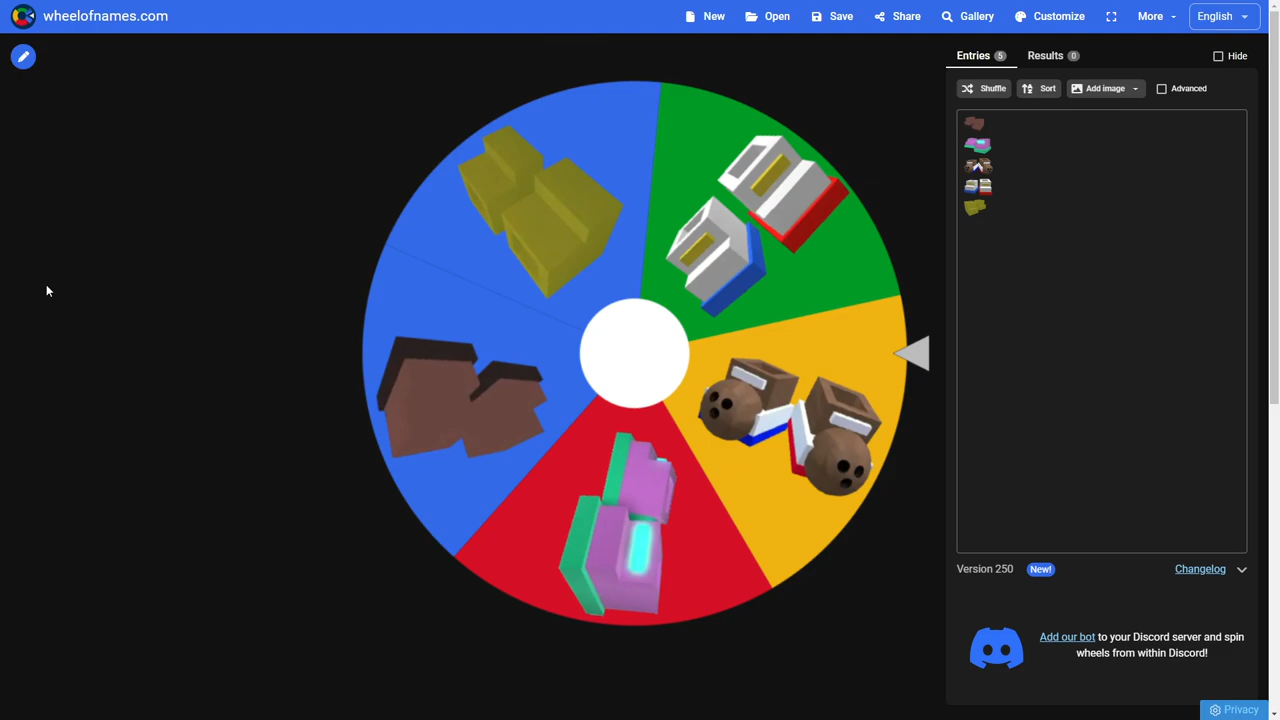 wheelofnames.com
New
Open
Save
Share
Gallery
Customize
More
English
Entries 5
Results 0
Hide
Shuffle
Sort
Add image
Advanced
Version 250
New!
Changelog
Add our bot to your Discord server and spin
wheels from within Discord!
Privacy